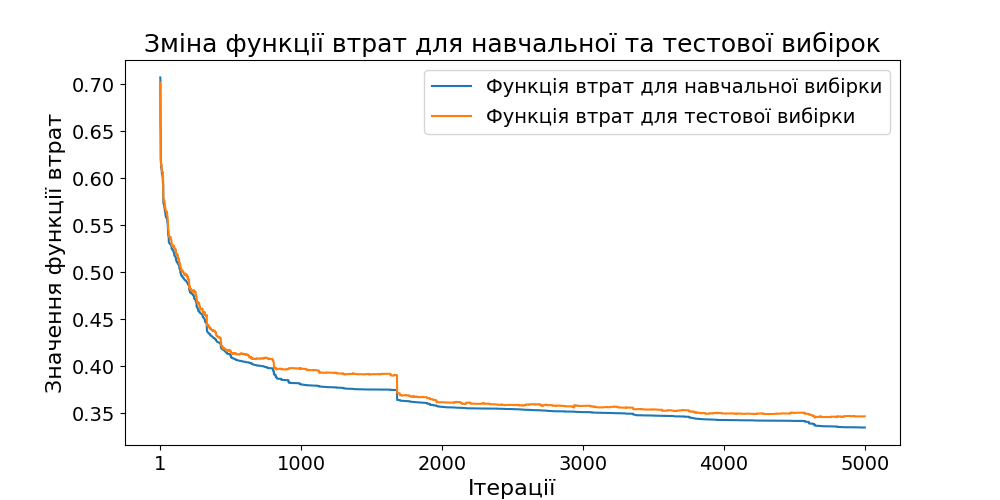 Зміна функції втрат для навчальної та тестової вибірок
Функція втрат для навчальної вибірки
Функція втрат для тестової вибірки
Значення функції втрат
0.70
0.65
0.60
0.55
0.50
0.45
0.40
0.35
1
1000
2000
3000
4000
5000
Ітерації